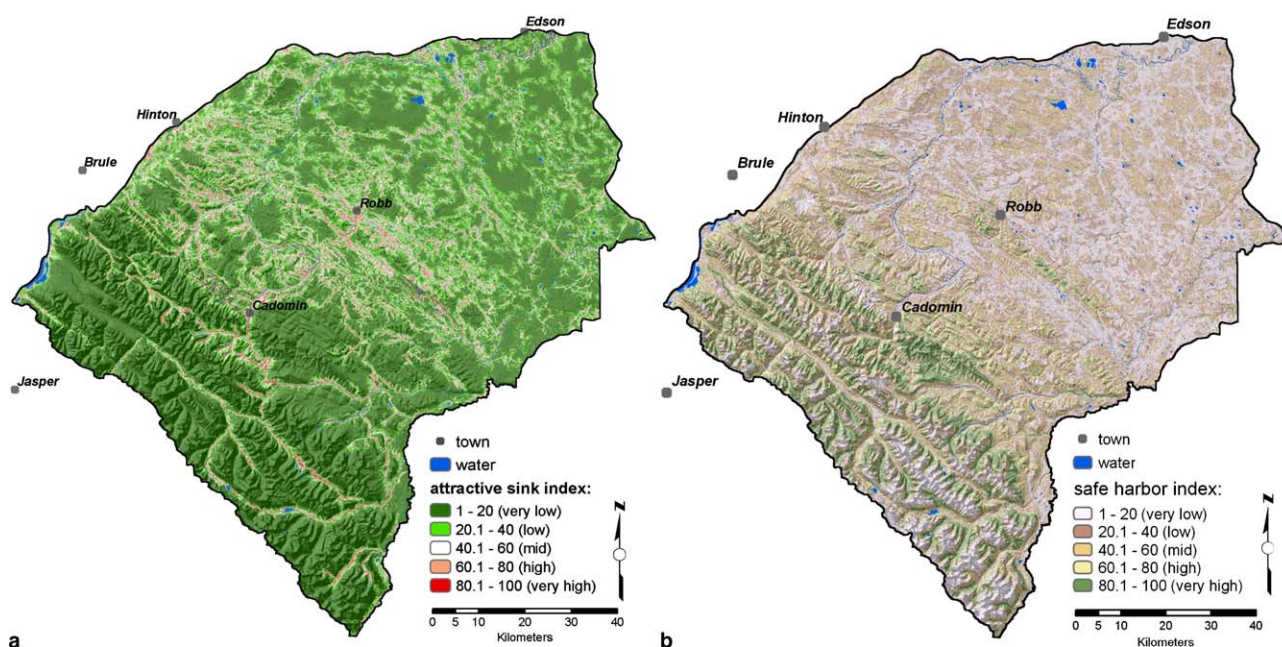 Edson
Hinton
Brule
Robb
Cadomin
Jasper
town
water
attractive sink index:
1 - 20 (very low)
20.1 - 40 (low)
40.1 - 60 (mid)
60.1 - 80 (high)
80.1 - 100 (very high)
z
0 5 10 20 30 40
Kilometers
a
Edson
Hinton
Brule
Robb
Cadomin
Jasper
town
water
safe harbor index:
1 - 20 (very low)
20.1 - 40 (low)
40.1 - 60 (mid)
60.1 - 80 (high)
80.1 - 100 (very high)
z
0 5 10 20 30 40
Kilometers
b